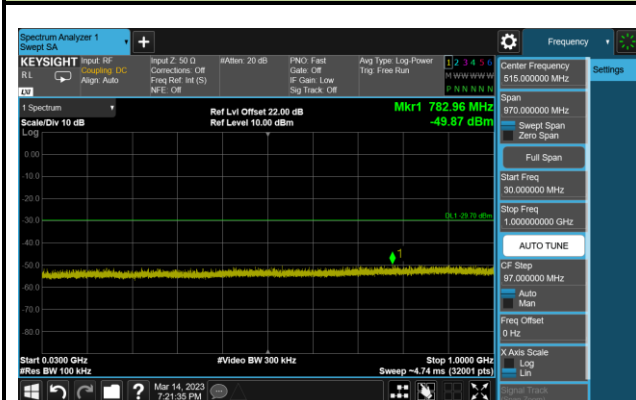 Spectrum Analyzer 1
Swept SA
Frequency
KEYSIGHT
RL
LXI
Input: RF
Coupling: DC
Align: Auto
Input Z: 50 Ω
Corrections: Off
Freq Ref: Int (S)
NFE: Off
#Atten: 20 dB
PNO: Fast
Gate: Off
IF Gain: Low
Sig Track: Off
Avg Type: Log-Power
Trig: Free Run
1 2 3 4 5 6
M W W W W W
P N N N N N
Center Frequency
515.000000 MHz
Settings
1 Spectrum
Scale/Div 10 dB
Log
Ref Lvl Offset 22.00 dB
Ref Level 10.00 dBm
Mkr1 782.96 MHz
-49.87 dBm
0.00
-10.0
-20.0
-30.0
-40.0
-50.0
-60.0
-70.0
-80.0
DL1 -29.70 dBm
1
Start 0.0300 GHz
#Res BW 100 kHz
#Video BW 300 kHz
Stop 1.0000 GHz
Sweep ~4.74 ms (32001 pts)
Span
970.000000 MHz
Swept Span
Zero Span
Full Span
Start Freq
30.000000 MHz
Stop Freq
1.000000000 GHz
AUTO TUNE
CF Step
97.000000 MHz
Auto
Man
Freq Offset
0 Hz
X Axis Scale
Log
Lin
Signal Track
Mar 14, 2023
7:21:35 PM